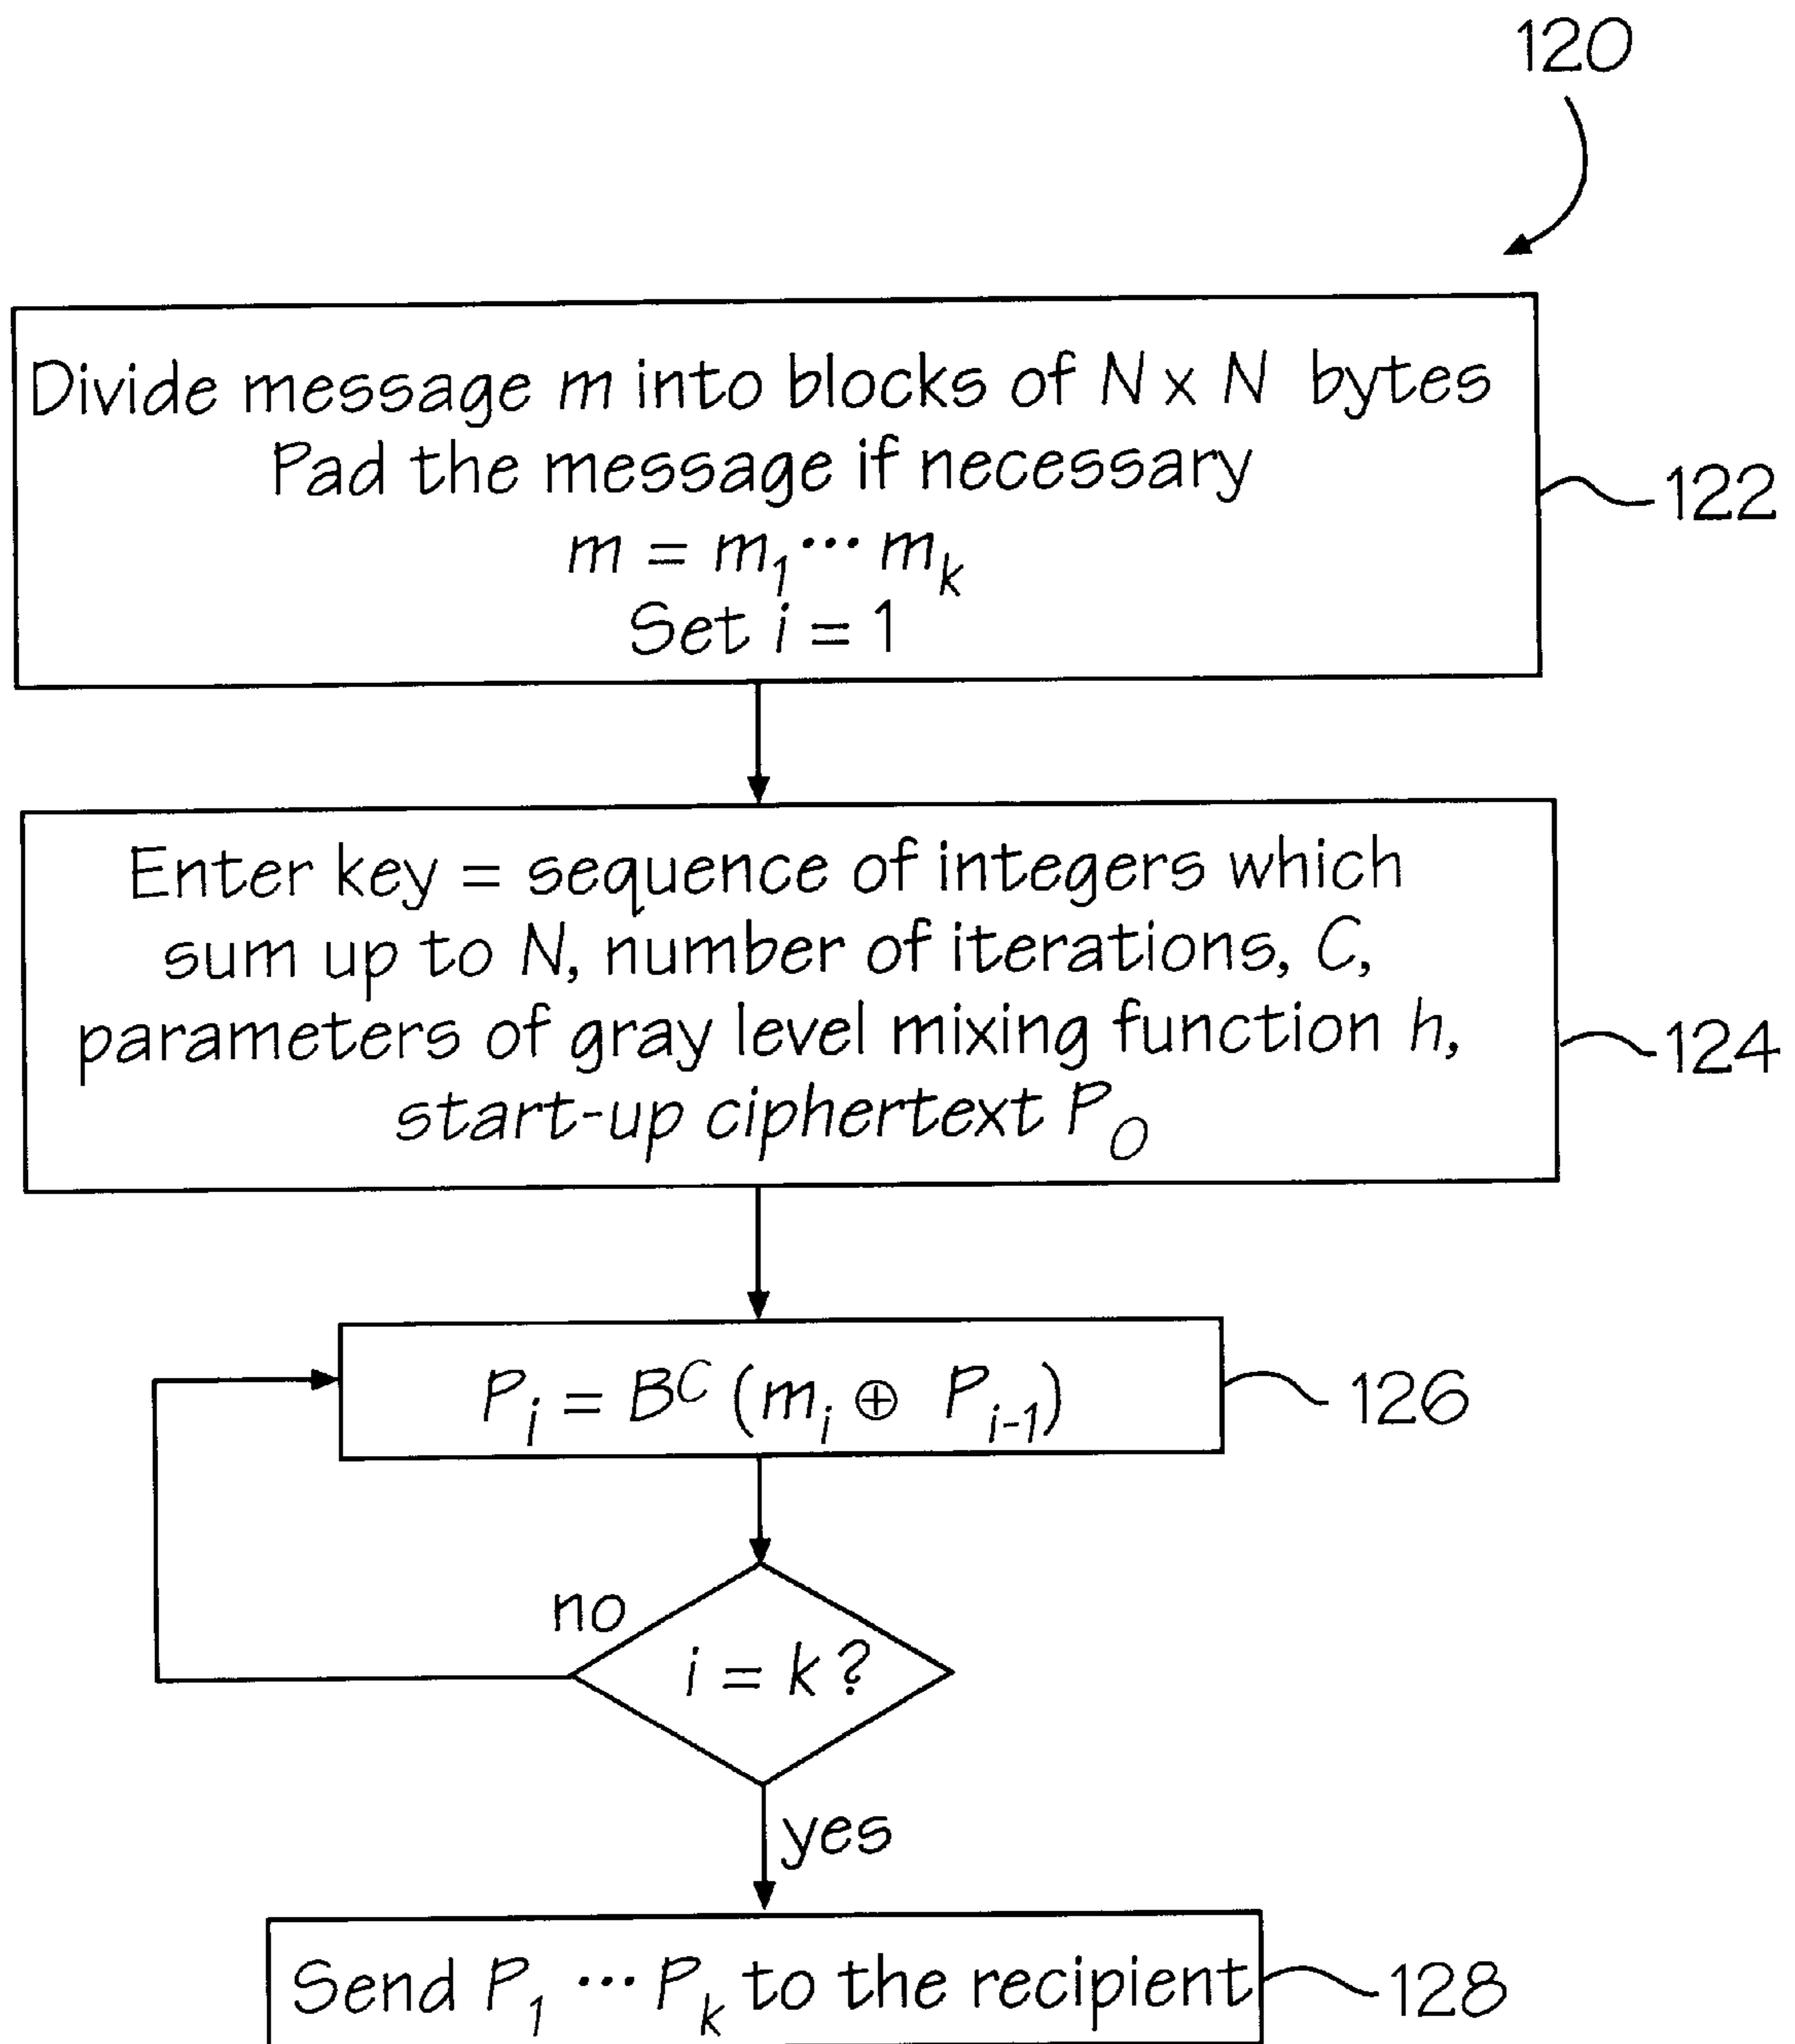 120
Divide message m into blocks of N x N bytes
Pad the message if necessary
m = m₁ ··· mₖ
Set i = 1
122
Enter key = sequence of integers which
sum up to N, number of iterations, C,
parameters of gray level mixing function h,
start-up ciphertext P₀
124
Pᵢ = Bᶜ (mᵢ ⊕ Pᵢ₋₁)
126
no
i = k ?
yes
Send P₁ ··· Pₖ to the recipient
128